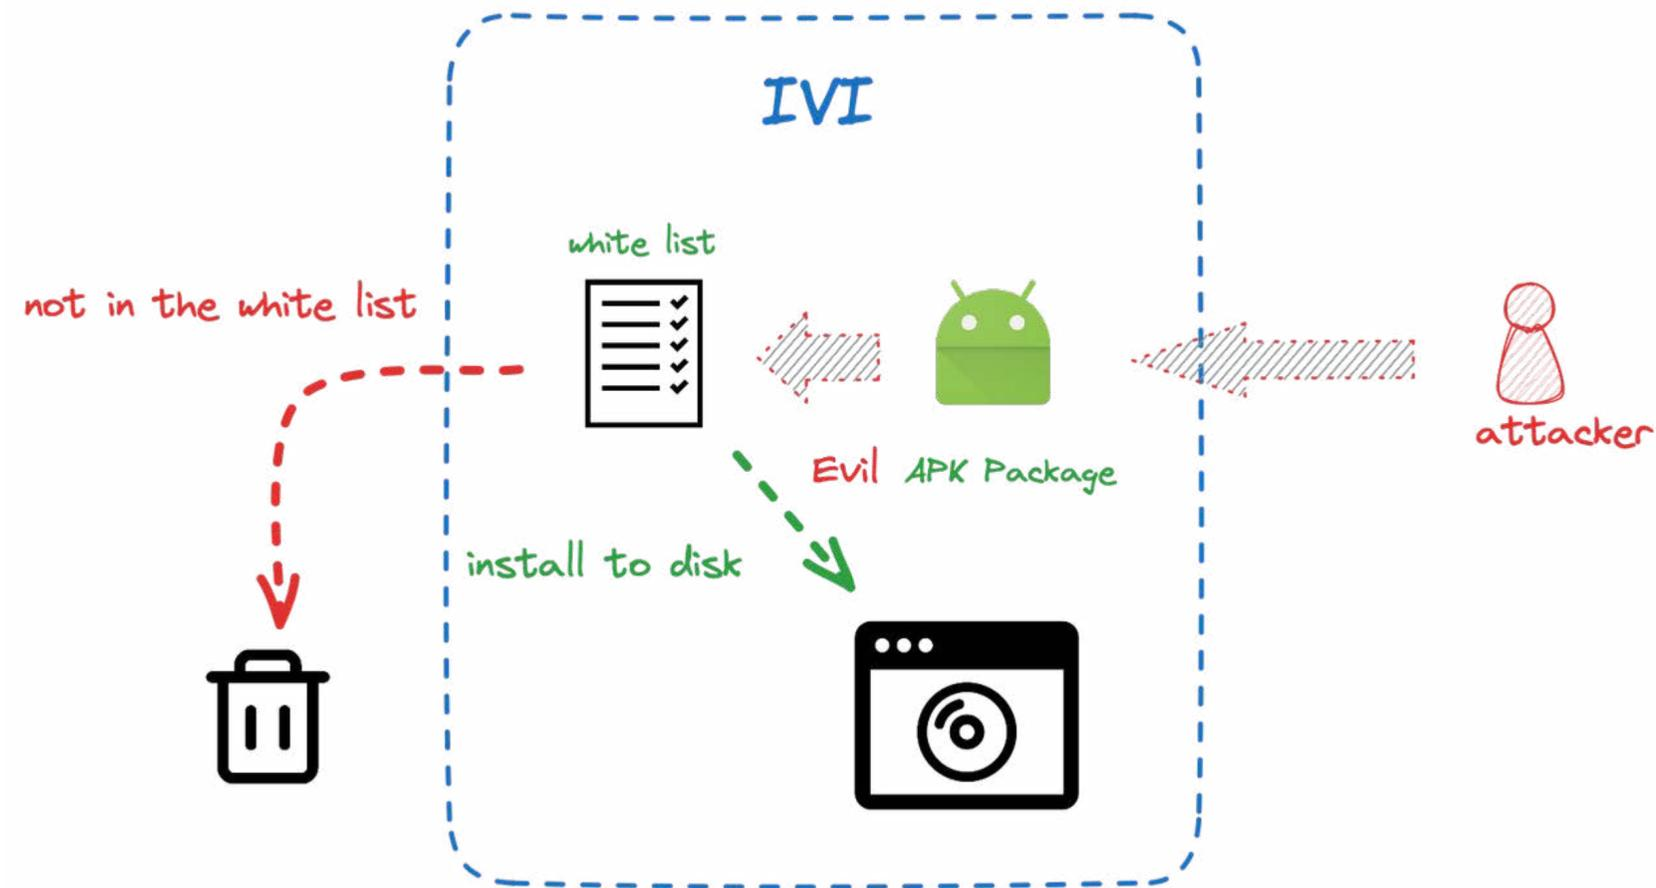 IVI
white list
not in the white list
attacker
Evil APK Package
install to disk